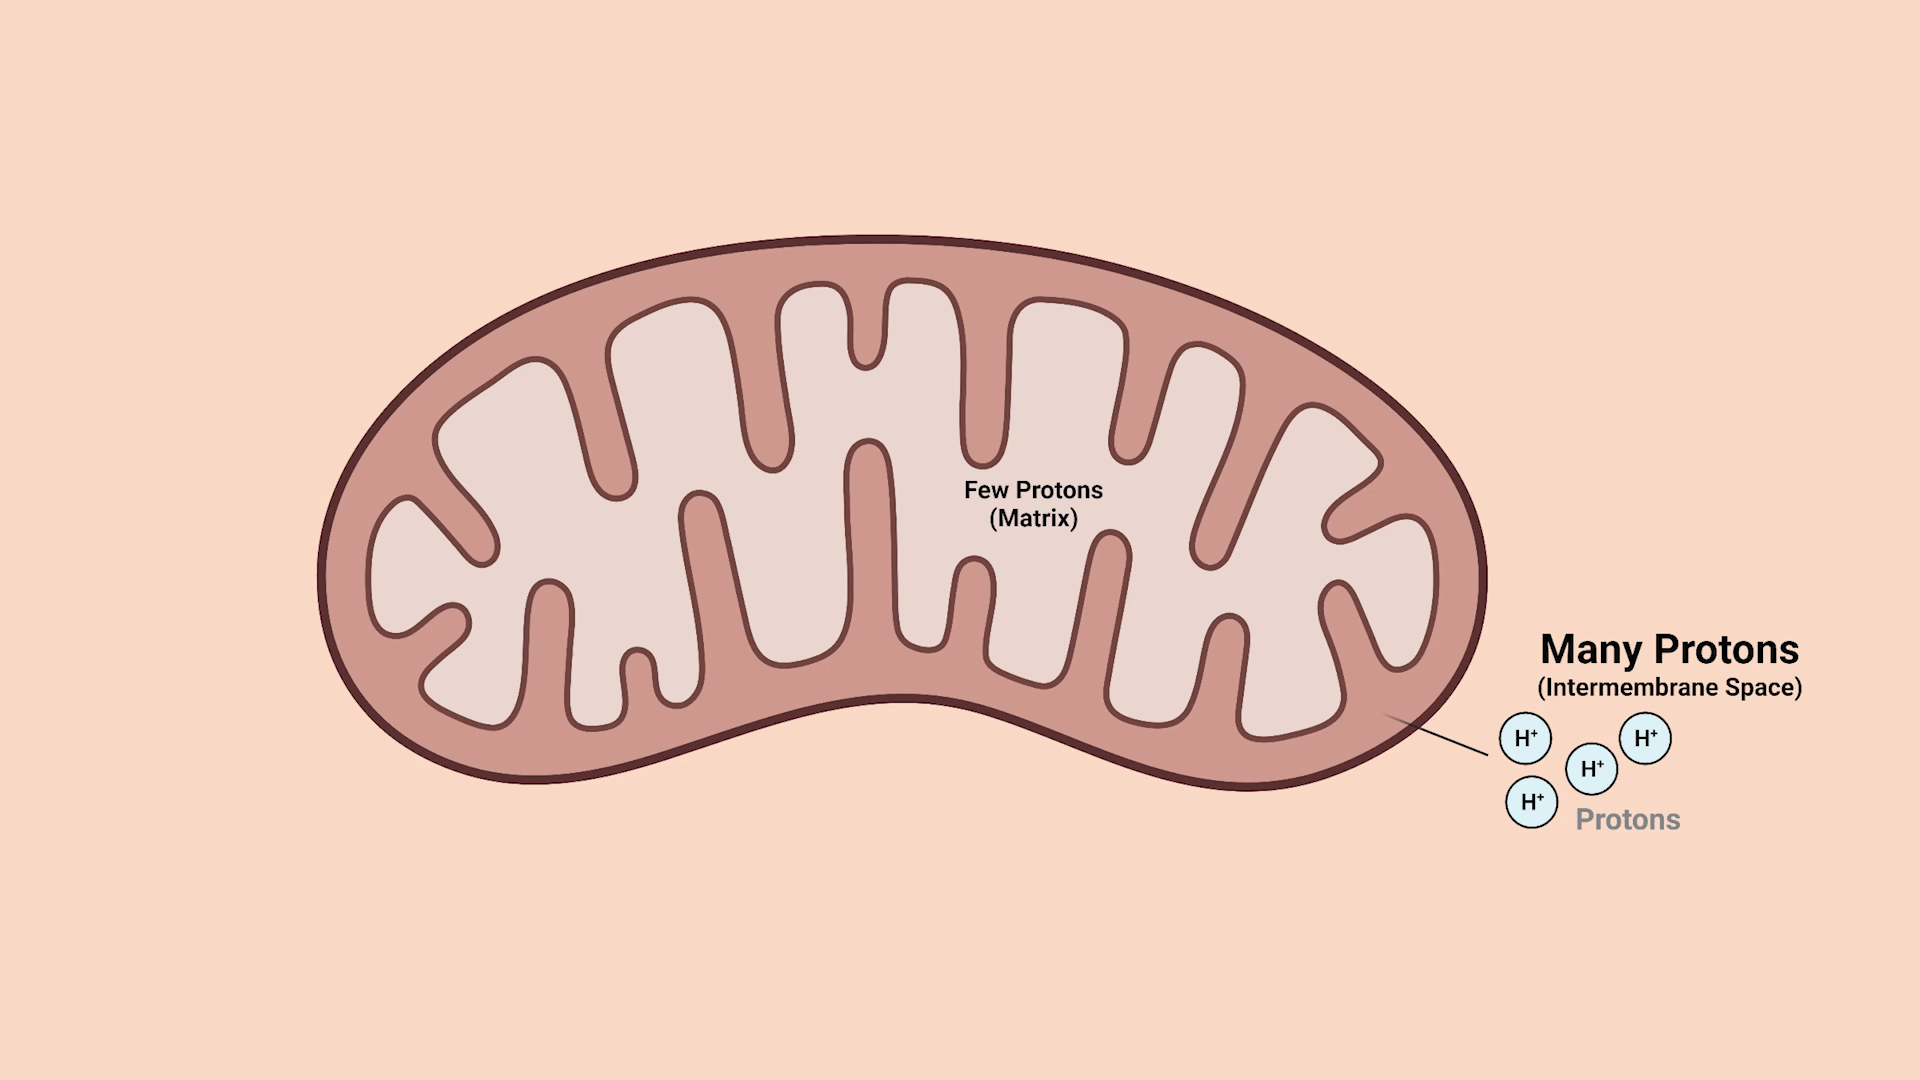 Few Protons
(Matrix)
Many Protons
(Intermembrane Space)
H⁺
H⁺
H⁺
H⁺
Protons